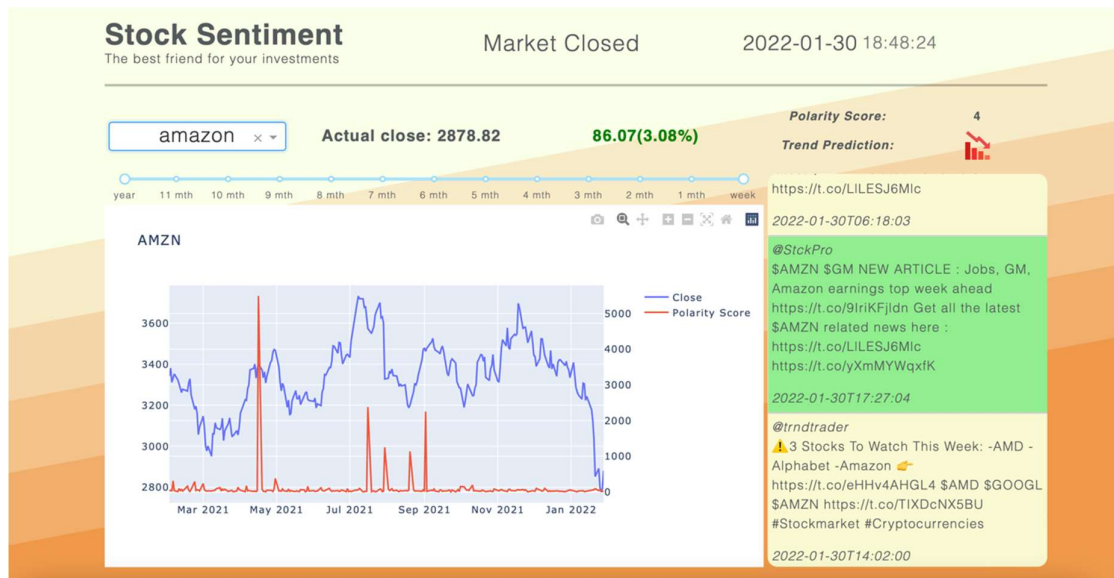 Stock Sentiment
The best friend for your investments
Market Closed
2022-01-30 18:48:24
amazon
Actual close: 2878.82
86.07(3.08%)
Polarity Score: 4
Trend Prediction:
year 11 mth 10 mth 9 mth 8 mth 7 mth 6 mth 5 mth 4 mth 3 mth 2 mth 1 mth week
AMZN
Close
Polarity Score
3600
3400
3200
3000
2800
5000
4000
3000
2000
1000
0
Mar 2021 May 2021 Jul 2021 Sep 2021 Nov 2021 Jan 2022
https://t.co/LlLESJ6Mlc
2022-01-30T06:18:03
@StckPro
$AMZN $GM NEW ARTICLE : Jobs, GM,
Amazon earnings top week ahead
https://t.co/9IriKFjldn Get all the latest
$AMZN related news here :
https://t.co/LlLESJ6Mlc
https://t.co/yXmMYWqxfK
2022-01-30T17:27:04
@trndtrader
⚠️3 Stocks To Watch This Week: -AMD -
Alphabet -Amazon 👉
https://t.co/eHHv4AHGL4 $AMD $GOOGL
$AMZN https://t.co/TIXDcNX5BU
#Stockmarket #Cryptocurrencies
2022-01-30T14:02:00